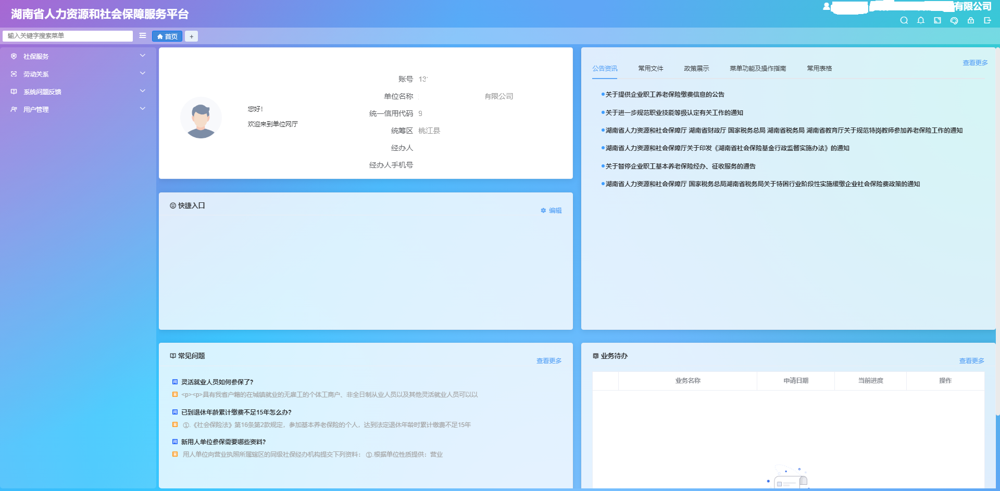 湖南省人力资源和社会保障服务平台
有限公司
输入关键字搜索菜单
首页
+
社保服务
劳动关系
系统问题反馈
用户管理
您好!
欢迎来到单位网厅
账号 13
单位名称 有限公司
统一信用代码 9
统筹区 桃江县
经办人
经办人手机号
公告资讯 常用文件 政策展示 菜单功能及操作指南 常用表格 查看更多
关于提供企业职工养老保险缴费信息的公告
关于进一步规范职业技能等级认定有关工作的通知
湖南省人力资源和社会保障厅 湖南省财政厅 国家税务总局 湖南省税务局 湖南省教育厅关于规范特岗教师参加养老保险工作的通知
湖南省人力资源和社会保障厅关于印发《湖南省社会保险基金行政监督实施办法》的通知
关于暂停企业职工基本养老保险经办、征收服务的通告
湖南省人力资源和社会保障厅 国家税务总局湖南省税务局关于特困行业阶段性实施缓缴企业社会保险费政策的通知
快捷入口
编辑
常见问题
查看更多
问 灵活就业人员如何参保了?
答 <p><p>具有我省户籍的在城镇就业的无雇工的个体工商户、非全日制从业人员以及其他灵活就业人员可以以
问 已到退休年龄累计缴费不足15年怎么办?
答 ①.《社会保险法》第16条第2款规定，参加基本养老保险的个人，达到法定退休年龄时累计缴费不足15年
问 新用人单位参保需要哪些资料?
答 用人单位向营业执照所属辖区的同级社保经办机构提交下列资料： ①.根据单位性质提供：营业
业务待办
查看更多
业务名称 申请日期 当前进度 操作